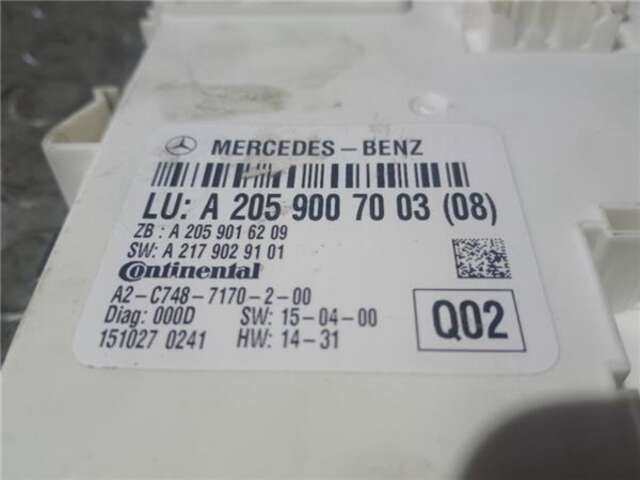 MERCEDES-BENZ
LU: A 205 900 70 03 (08)
ZB : A 205 901 62 09
SW: A 217 902 91 01
Continental
A2-C748-7170-2-00
Diag: 000D SW: 15-04-00
151027 0241 HW: 14-31
Q02